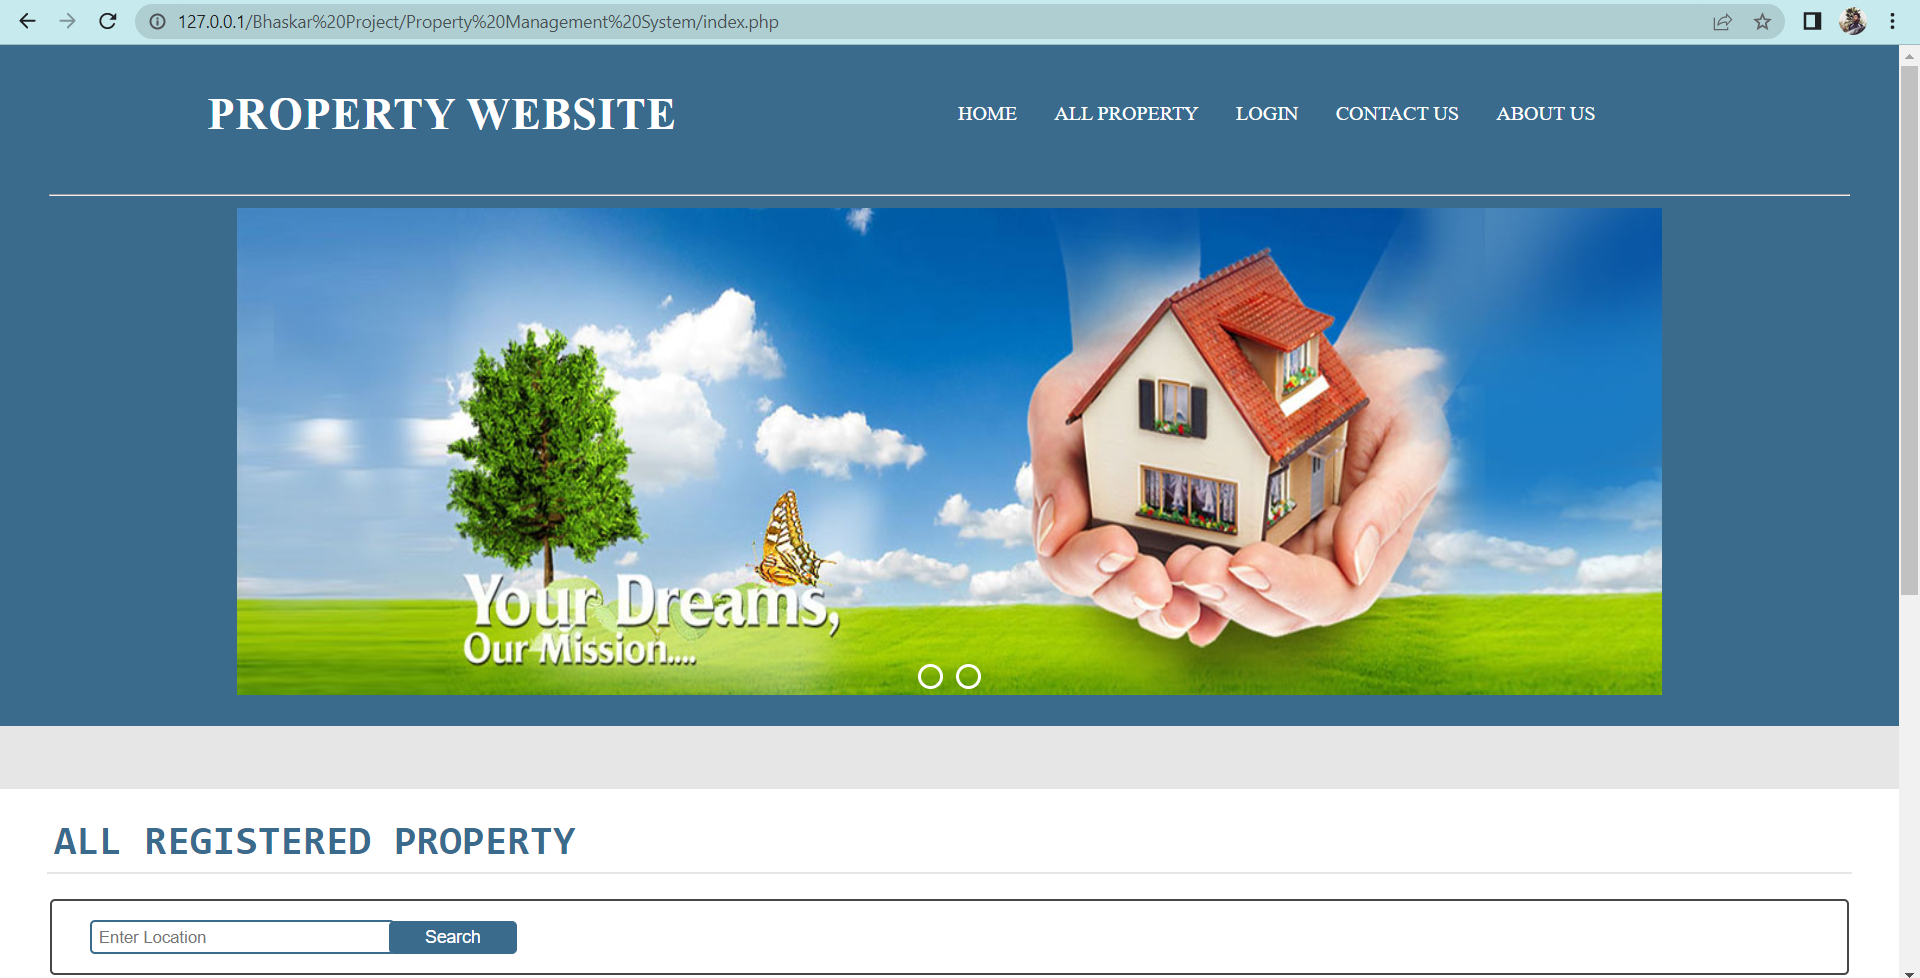 127.0.0.1/Bhaskar%20Project/Property%20Management%20System/index.php
PROPERTY WEBSITE
HOME ALL PROPERTY LOGIN CONTACT US ABOUT US
Your Dreams,
Our Mission....
ALL REGISTERED PROPERTY
Enter Location Search